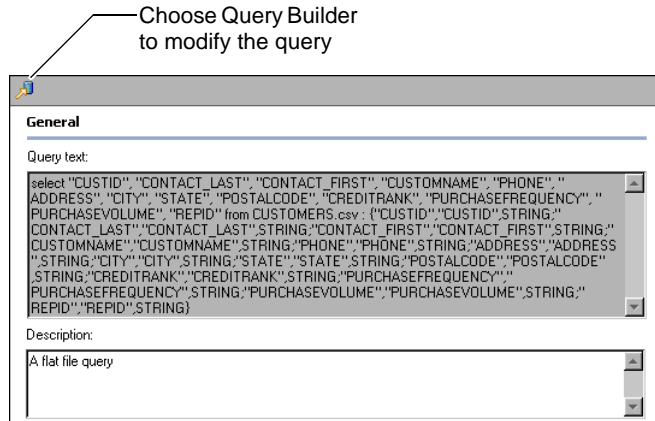 Choose Query Builder
to modify the query
General
Query text:
select "CUSTID", "CONTACT_LAST", "CONTACT_FIRST", "CUSTOMNAME", "PHONE", "
ADDRESS", "CITY", "STATE", "POSTALCODE", "CREDITRANK", "PURCHASEFREQUENCY", "
PURCHASEVOLUME", "REPID" from CUSTOMERS.csv : {"CUSTID","CUSTID",STRING;"
CONTACT_LAST","CONTACT_LAST",STRING;"CONTACT_FIRST","CONTACT_FIRST",STRING;"
CUSTOMNAME","CUSTOMNAME",STRING;"PHONE","PHONE",STRING;"ADDRESS","ADDRESS
",STRING;"CITY","CITY",STRING;"STATE","STATE",STRING;"POSTALCODE","POSTALCODE"
,STRING;"CREDITRANK","CREDITRANK",STRING;"PURCHASEFREQUENCY","
PURCHASEFREQUENCY",STRING;"PURCHASEVOLUME","PURCHASEVOLUME",STRING;"
REPID","REPID",STRING}
Description:
A flat file query